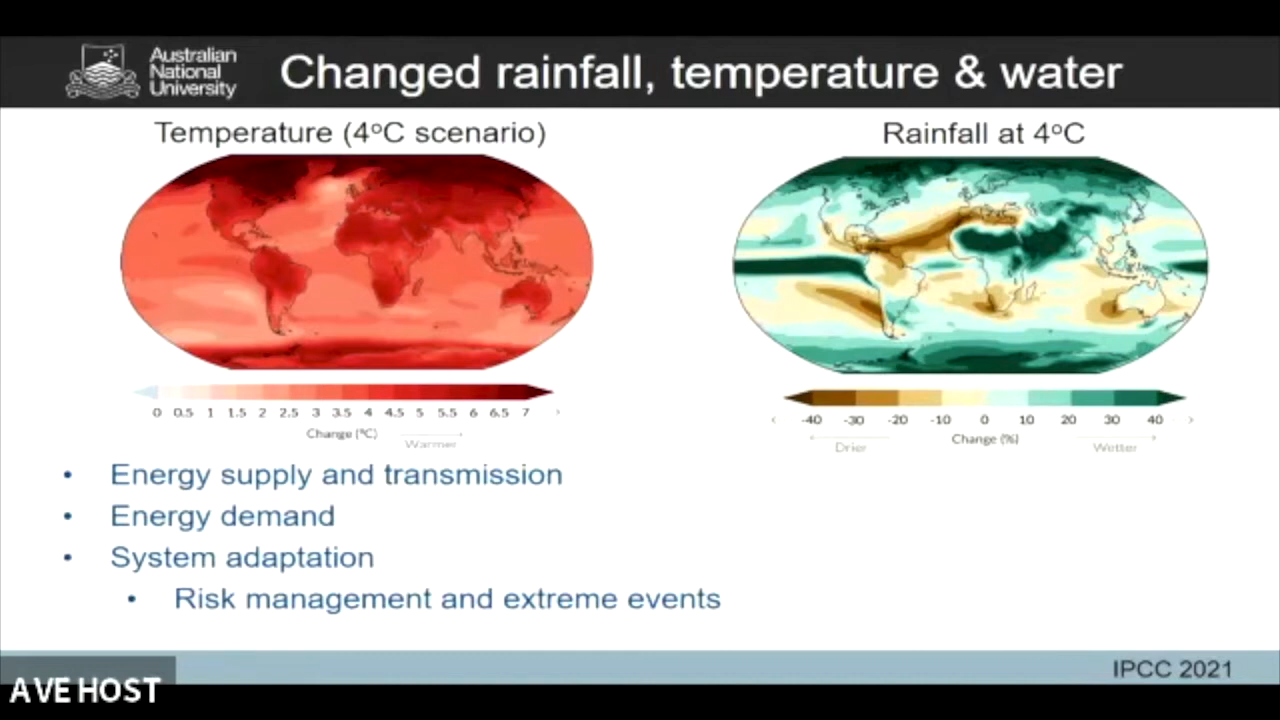 Australian
National
University
Changed rainfall, temperature & water
Temperature (4°C scenario)
Rainfall at 4°C
0 0.5 1 1.5 2 2.5 3 3.5 4 4.5 5 5.5 6 6.5 7
Change (°C)
Warmer
-40 -30 -20 -10 0 10 20 30 40
Drier
Change (%)
Wetter
• Energy supply and transmission
• Energy demand
• System adaptation
• Risk management and extreme events
IPCC 2021
AVE HOST